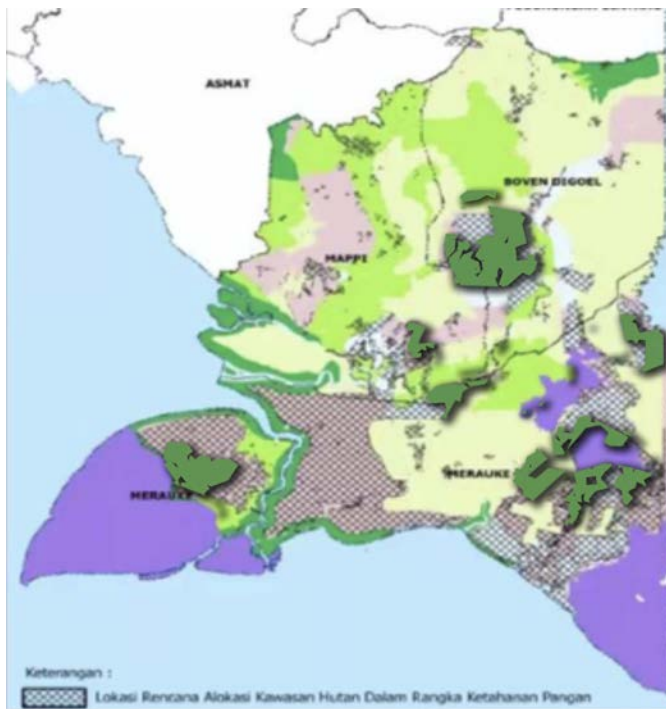 ASMAT
BOVEN DIGOEL
MAPPI
MERAUKE
MERAUKE
Keterangan :
Lokasi Rencana Alokasi Kawasan Hutan Dalam Rangka Ketahanan Pangan